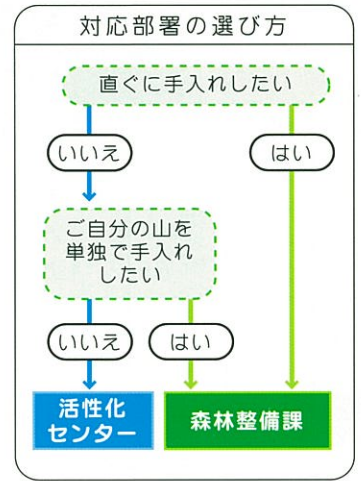 対応部署の選び方
直ぐに手入れしたい
いいえ
はい
ご自分の山を
単独で手入れ
したい
いいえ
はい
活性化
センター
森林整備課